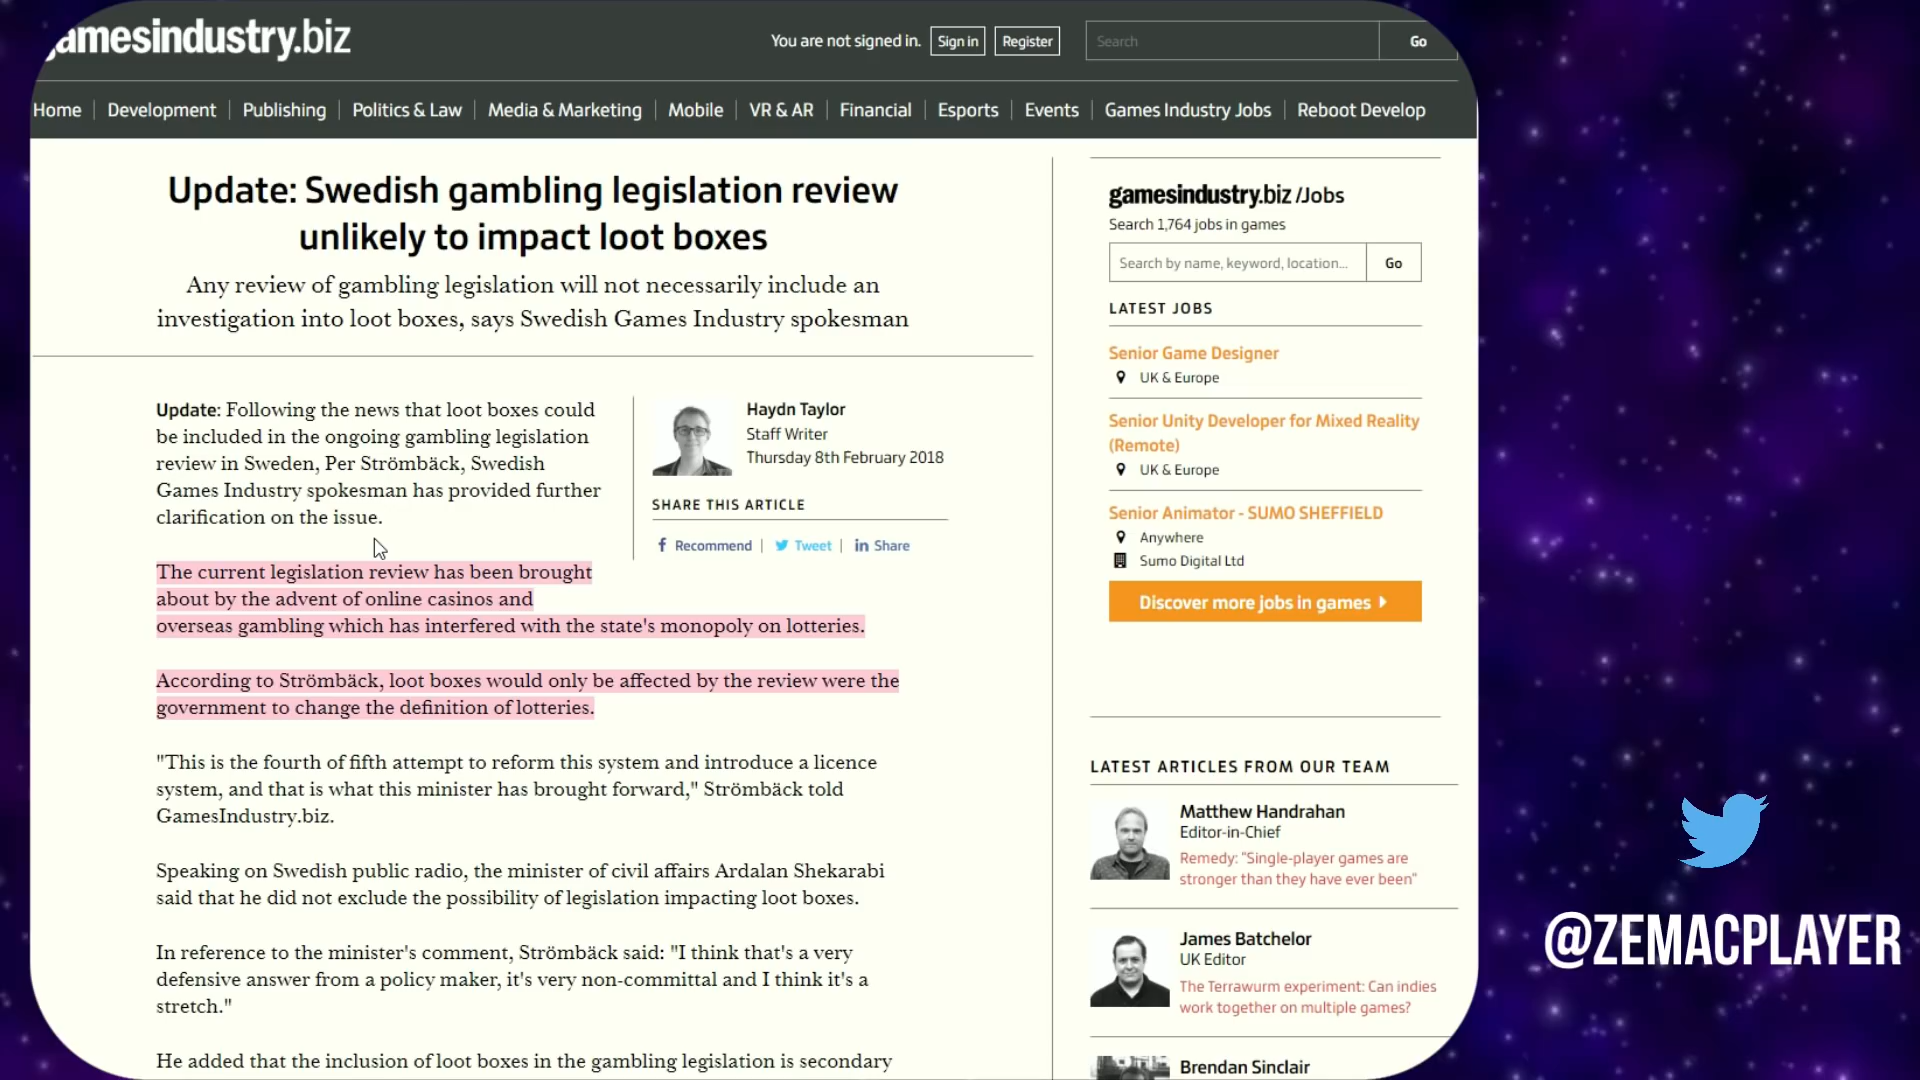 gamesindustry.biz
You are not signed in. Sign in Register Search Go
Home Development Publishing Politics & Law Media & Marketing Mobile VR & AR Financial Esports Events Games Industry Jobs Reboot Develop
Update: Swedish gambling legislation review
unlikely to impact loot boxes
Any review of gambling legislation will not necessarily include an
investigation into loot boxes, says Swedish Games Industry spokesman
Update: Following the news that loot boxes could
be included in the ongoing gambling legislation
review in Sweden, Per Strömbäck, Swedish
Games Industry spokesman has provided further
clarification on the issue.
Haydn Taylor
Staff Writer
Thursday 8th February 2018
SHARE THIS ARTICLE
Recommend Tweet Share
The current legislation review has been brought
about by the advent of online casinos and
overseas gambling which has interfered with the state's monopoly on lotteries.
According to Strömbäck, loot boxes would only be affected by the review were the
government to change the definition of lotteries.
"This is the fourth of fifth attempt to reform this system and introduce a licence
system, and that is what this minister has brought forward," Strömbäck told
GamesIndustry.biz.
Speaking on Swedish public radio, the minister of civil affairs Ardalan Shekarabi
said that he did not exclude the possibility of legislation impacting loot boxes.
In reference to the minister's comment, Strömbäck said: "I think that's a very
defensive answer from a policy maker, it's very non-committal and I think it's a
stretch."
He added that the inclusion of loot boxes in the gambling legislation is secondary
gamesindustry.biz /Jobs
Search 1,764 jobs in games
Search by name, keyword, location... Go
LATEST JOBS
Senior Game Designer
UK & Europe
Senior Unity Developer for Mixed Reality
(Remote)
UK & Europe
Senior Animator - SUMO SHEFFIELD
Anywhere
Sumo Digital Ltd
Discover more jobs in games
LATEST ARTICLES FROM OUR TEAM
Matthew Handrahan
Editor-in-Chief
Remedy: "Single-player games are
stronger than they have ever been"
James Batchelor
UK Editor
The Terrawurm experiment: Can indies
work together on multiple games?
Brendan Sinclair
@ZEMACPLAYER